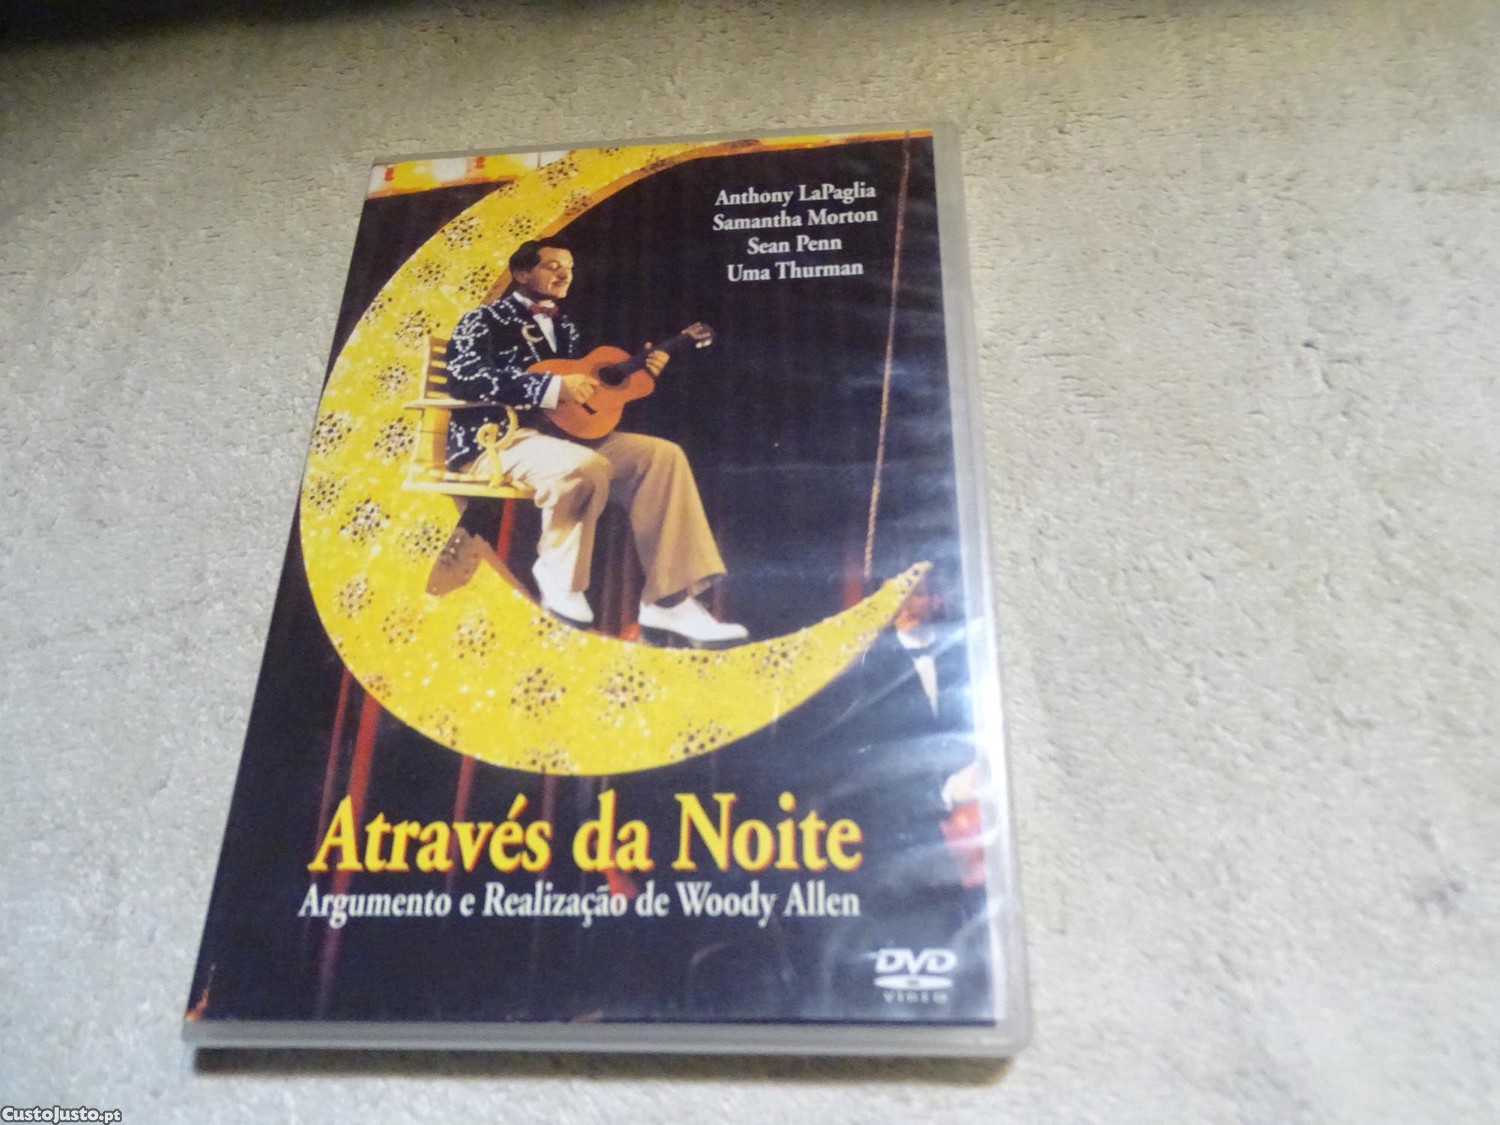 Anthony LaPaglia
Samantha Morton
Sean Penn
Uma Thurman
Através da Noite
Argumento e Realização de Woody Allen
DVD
VIDEO
CustoJusto.pt